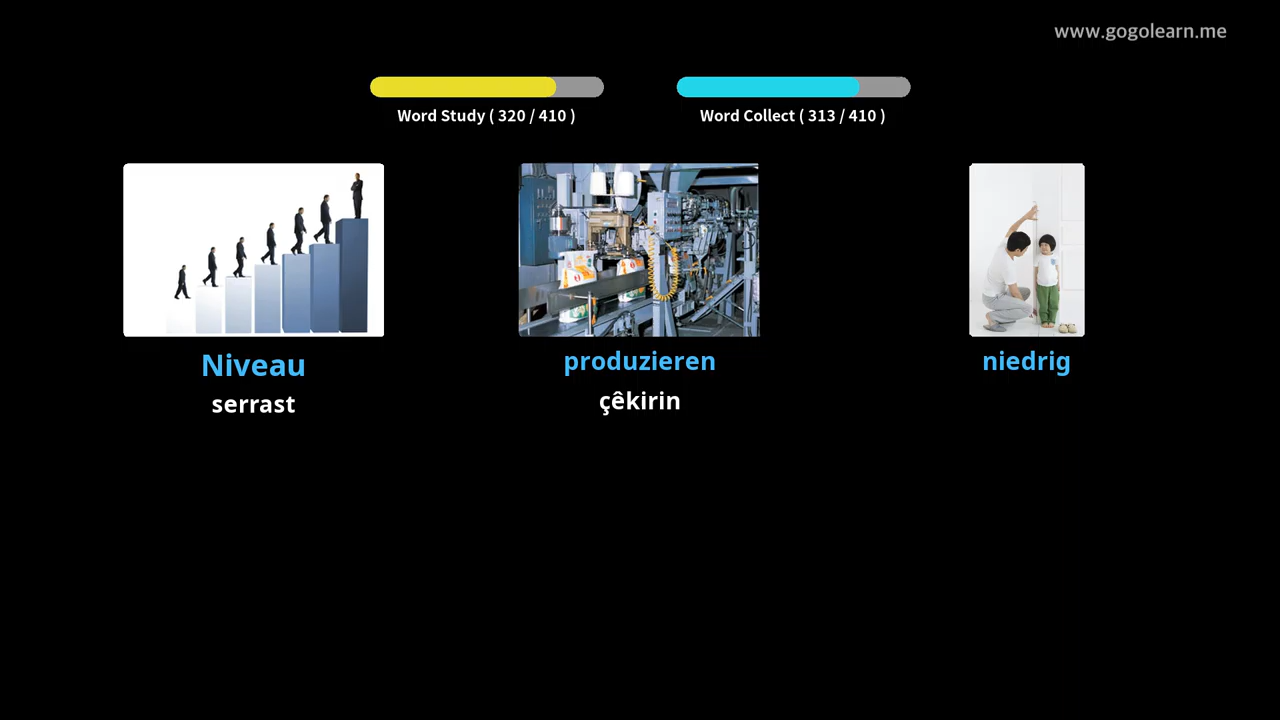 www.gogolearn.me
Word Study ( 320 / 410 )
Word Collect ( 313 / 410 )
Niveau
serrast
produzieren
çêkirin
niedrig